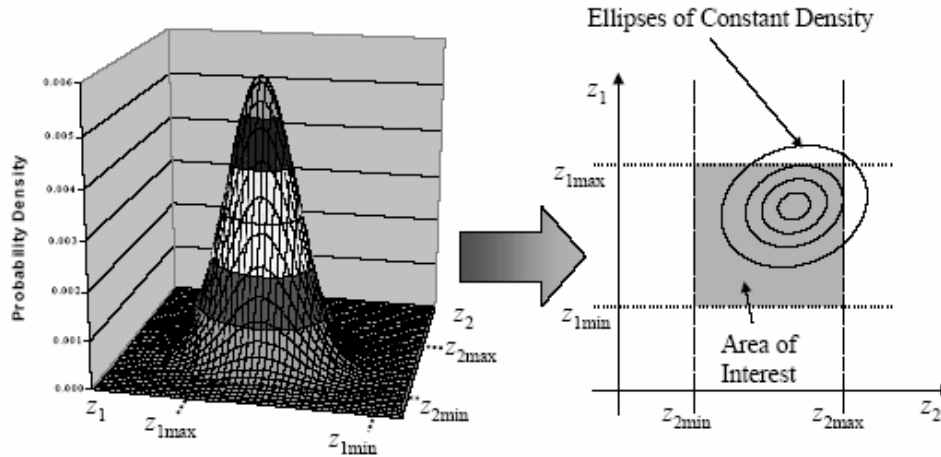 Probability Density
0.006
0.005
0.004
0.003
0.002
0.001
0.000
z1
z1max
z1min
z2min
z2max
z2
Ellipses of Constant Density
z1
z1max
z1min
Area of
Interest
z2min
z2max
z2